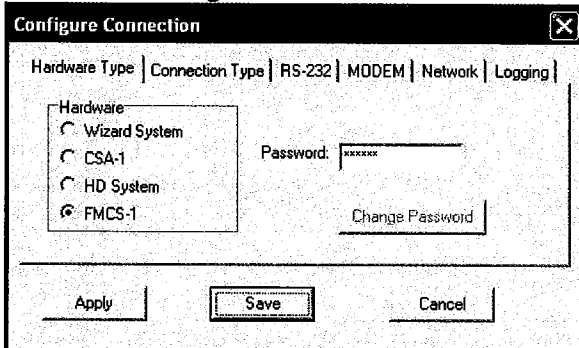 Configure Connection
Hardware Type Connection Type RS-232 MODEM Network Logging
Hardware
Wizard System
CSA-1
HD System
FMCS-1
Password: xxxxxx
Change Password
Apply Save Cancel